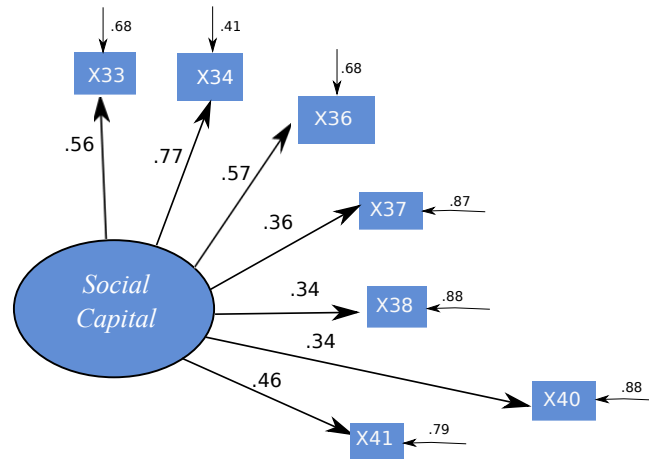 .68
.41
.68
X33
X34
X36
.56
.77
.57
.36
X37
.87
Social
Capital
.34
X38
.88
.34
.46
X40
.88
X41
.79